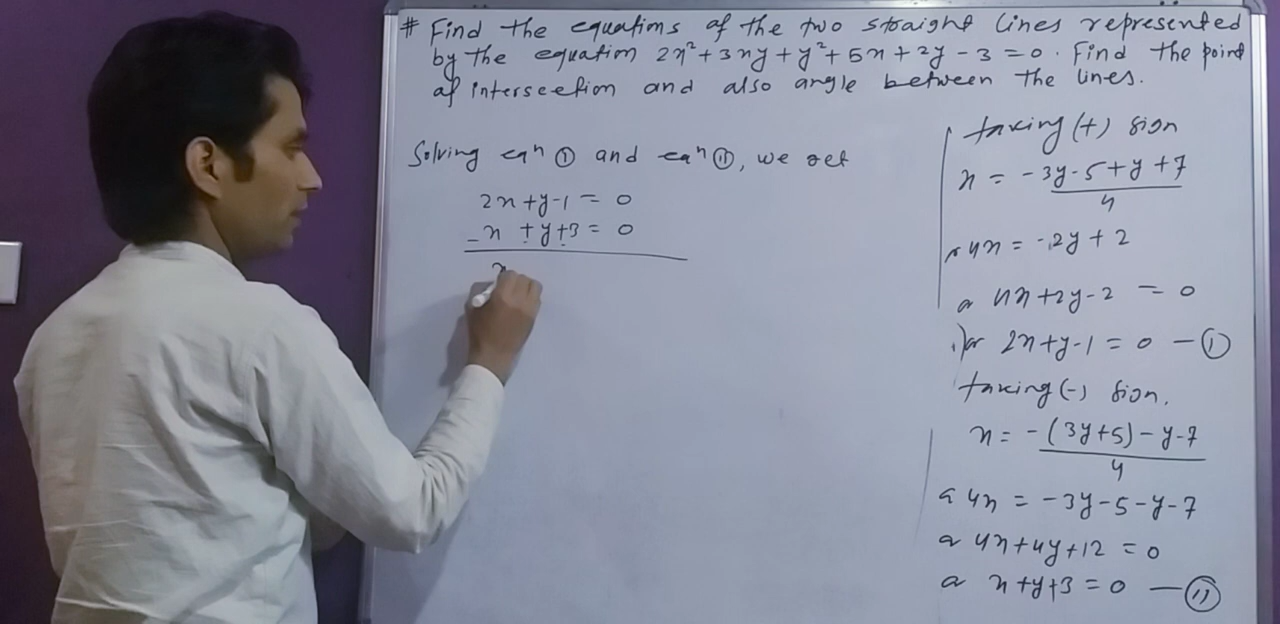 # Find the equations of the two straight lines represented
by the equation 2x² + 3xy + y² + 5x + 2y - 3 = 0. Find the point
of intersection and also angle between the lines.
Solving eqⁿ ① and eqⁿ ⑪, we get
2x + y - 1 = 0
- x + y + 3 = 0
x
taking (+) sign
x = -3y - 5 + y + 7
4
or 4x = -2y + 2
or 4x + 2y - 2 = 0
or 2x + y - 1 = 0 - ①
taking (-) sign.
x = -(3y+5) - y - 7
4
or 4x = -3y - 5 - y - 7
or 4x + 4y + 12 = 0
or x + y + 3 = 0 - ⑪